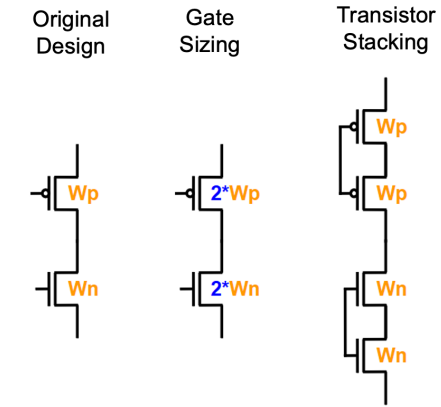 Original
Design
Gate
Sizing
Transistor
Stacking
Wp
Wn
2*Wp
2*Wn
Wp
Wp
Wn
Wn